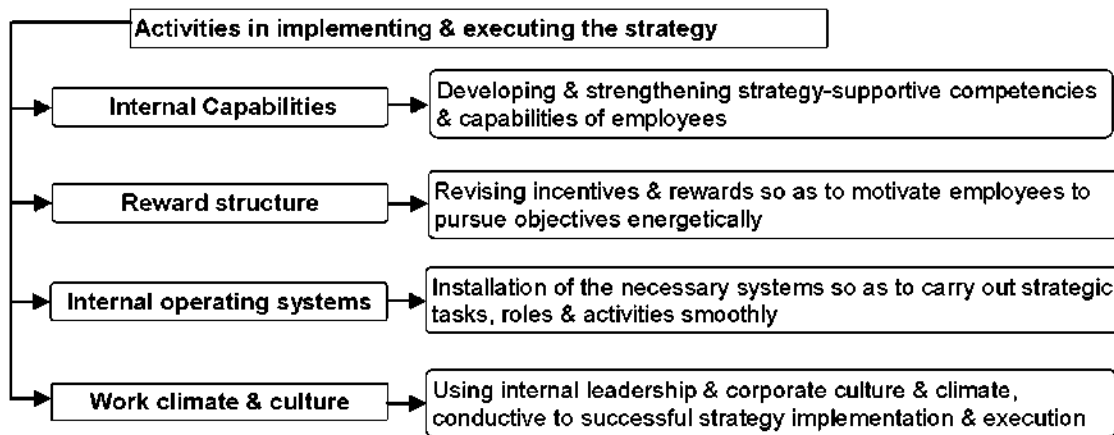 Activities in implementing & executing the strategy
Internal Capabilities
Developing & strengthening strategy-supportive competencies
& capabilities of employees
Reward structure
Revising incentives & rewards so as to motivate employees to
pursue objectives energetically
Internal operating systems
Installation of the necessary systems so as to carry out strategic
tasks, roles & activities smoothly
Work climate & culture
Using internal leadership & corporate culture & climate,
conductive to successful strategy implementation & execution